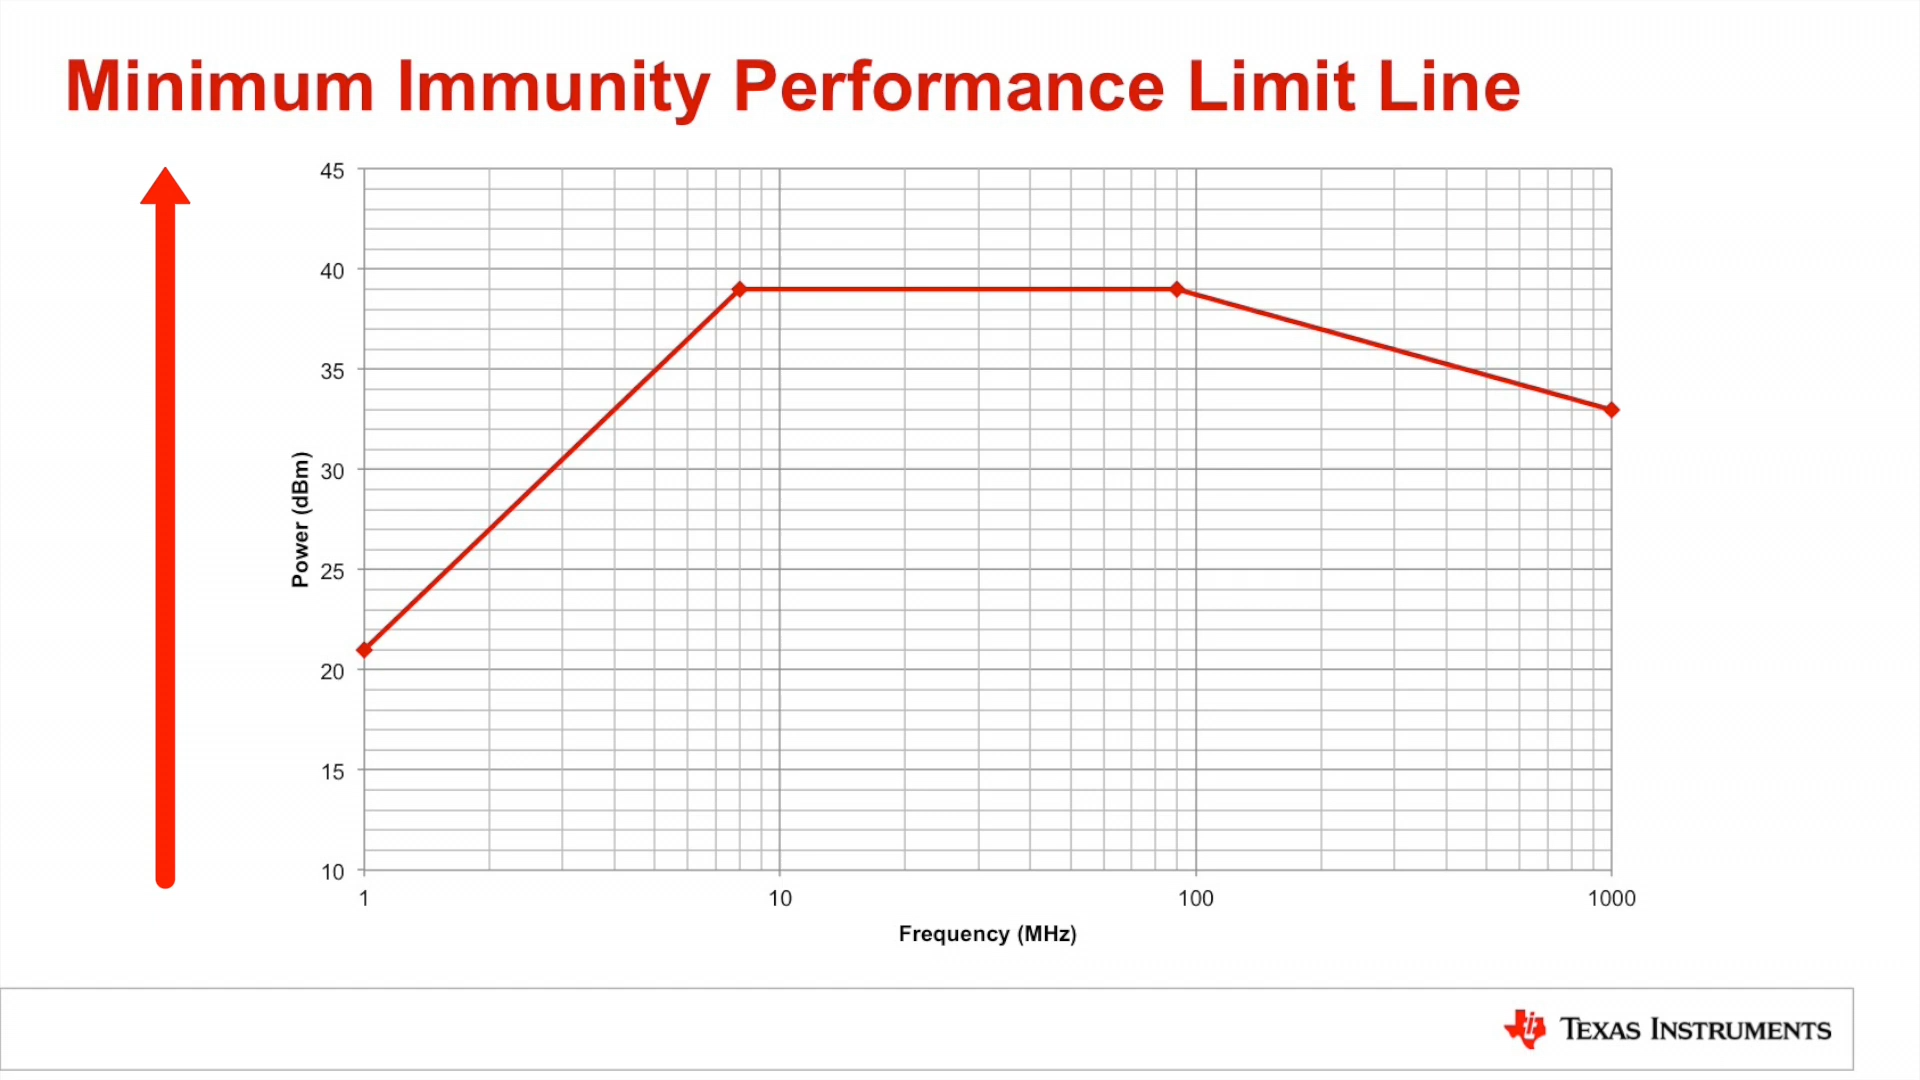 Minimum Immunity Performance Limit Line
45
40
35
30
25
20
15
10
Power (dBm)
1 10 100 1000
Frequency (MHz)
TEXAS INSTRUMENTS